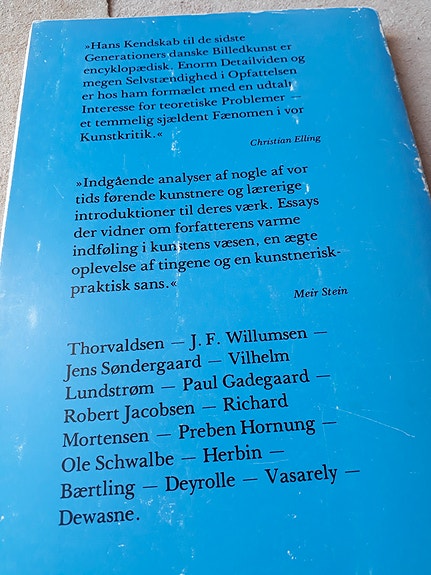 »Hans Kendskab til de sidste
Generationers danske Billedkunst er
encyklopædisk. Enorm Detailviden og
megen Selvstændighed i Opfattelsen
er hos ham formælet med en udtalt
Interesse for teoretiske Problemer —
et temmelig sjældent Fænomen i vor
Kunstkritik.«
Christian Elling
»Indgående analyser af nogle af vor
tids førende kunstnere og lærerige
introduktioner til deres værk. Essays
der vidner om forfatterens varme
indføling i kunstens væsen, en ægte
oplevelse af tingene og en kunstnerisk-
praktisk sans.«
Meir Stein
Thorvaldsen — J. F. Willumsen —
Jens Søndergaard — Vilhelm
Lundstrøm — Paul Gadegaard —
Robert Jacobsen — Richard
Mortensen — Preben Hornung —
Ole Schwalbe — Herbin —
Bærtling — Deyrolle — Vasarely —
Dewasne.